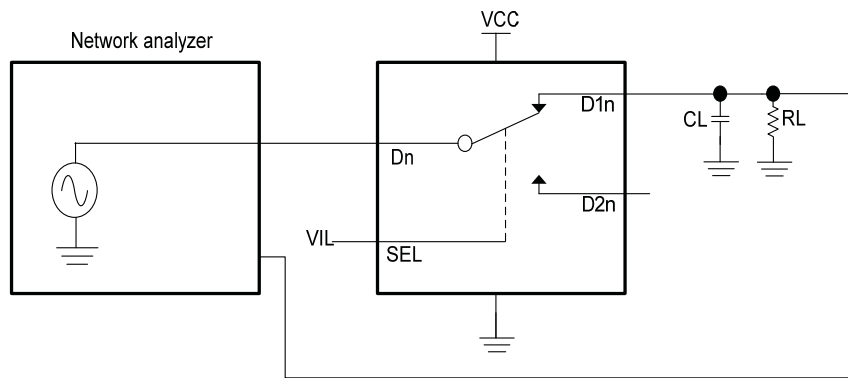 VCC
Network analyzer
D1n
CL
RL
Dn
D2n
VIL
SEL